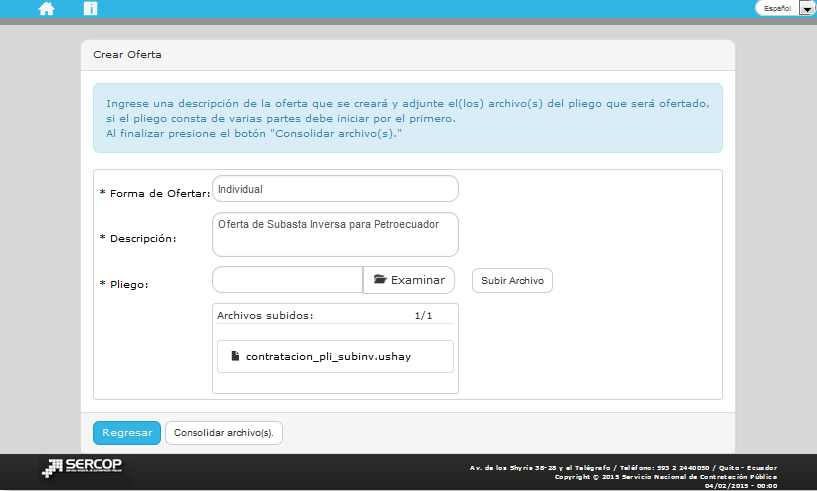 Español
Crear Oferta
Ingrese una descripción de la oferta que se creará y adjunte el(los) archivo(s) del pliego que será ofertado,
si el pliego consta de varias partes debe iniciar por el primero.
Al finalizar presione el botón "Consolidar archivo(s)."
* Forma de Ofertar: Individual
* Descripción: Oferta de Subasta Inversa para Petroecuador
* Pliego: Examinar Subir Archivo
Archivos subidos: 1/1
contratacion_pli_subinv.ushay
Regresar Consolidar archivo(s).
SERCOP
Av. de los Shyris 38-28 y el Telégrafo / Teléfono: 593 2 2440050 / Quito - Ecuador
Copyright © 2015 Servicio Nacional de Contratación Pública
04/02/2015 - 00:00